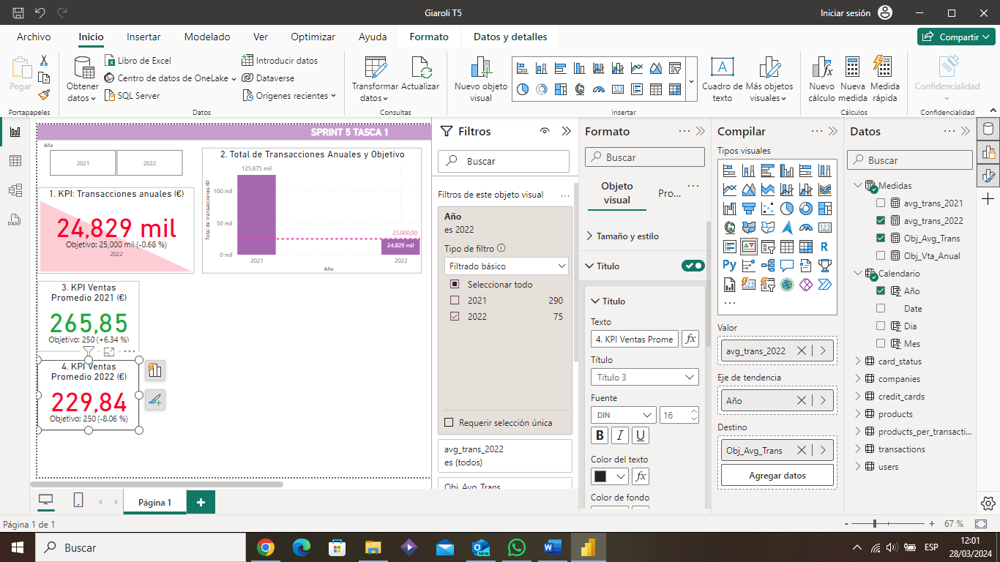 Giaroli T5
Iniciar sesión
Archivo
Inicio
Insertar
Modelado
Ver
Optimizar
Ayuda
Formato
Datos y detalles
Compartir
Pegar
Portapapeles
Obtener
datos
Libro de Excel
Centro de datos de OneLake
SQL Server
Introducir datos
Dataverse
Orígenes recientes
Datos
Transformar
datos
Actualizar
Consultas
Nuevo objeto
visual
Cuadro de
texto
Más objetos
visuales
Insertar
Nuevo
cálculo
Nueva
medida
Medida
rápida
Cálculos
Confidencialidad
Confidencialidad
SPRINT 5 TASCA 1
Año
2021
2022
1. KPI: Transacciones anuales (€)
24,829 mil
Objetivo: 25,000 mil (-0.68 %)
2022
2. Total de Transacciones Anuales y Objetivo
125,875 mil
100 mil
50 mil
0 mil
Total de transacciones (€)
25.000,00
24,829 mil
2021
2022
Año
3. KPI Ventas
Promedio 2021 (€)
265,85
Objetivo: 250 (+6.34 %)
4. KPI Ventas
Promedio 2022 (€)
229,84
Objetivo: 250 (-8.06 %)
Filtros
Buscar
Filtros de este objeto visual
Año
es 2022
Tipo de filtro
Filtrado básico
Seleccionar todo
2021 290
2022 75
Requerir selección única
avg_trans_2022
es (todos)
Obj_Avg_Trans
Formato
Buscar
Objeto
visual
Pro...
Tamaño y estilo
Título
Título
Texto
4. KPI Ventas Prome
fx
Título
Título 3
Fuente
DIN
16
B I U
Color del texto
fx
Color de fondo
Compilar
Tipos visuales
R
Py
Valor
avg_trans_2022
Eje de tendencia
Año
Destino
Obj_Avg_Trans
Agregar datos
Datos
Buscar
Medidas
avg_trans_2021
avg_trans_2022
Obj_Avg_Trans
Obj_Vta_Anual
Calendario
Año
Date
Dia
Mes
card_status
companies
credit_cards
products
products_per_transacti...
transactions
users
Página 1
Página 1 de 1
67 %
Buscar
ESP
12:01
28/03/2024